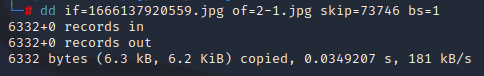 └─# dd if=1666137920559.jpg of=2-1.jpg skip=73746 bs=1
6332+0 records in
6332+0 records out
6332 bytes (6.3 kB, 6.2 KiB) copied, 0.0349207 s, 181 kB/s